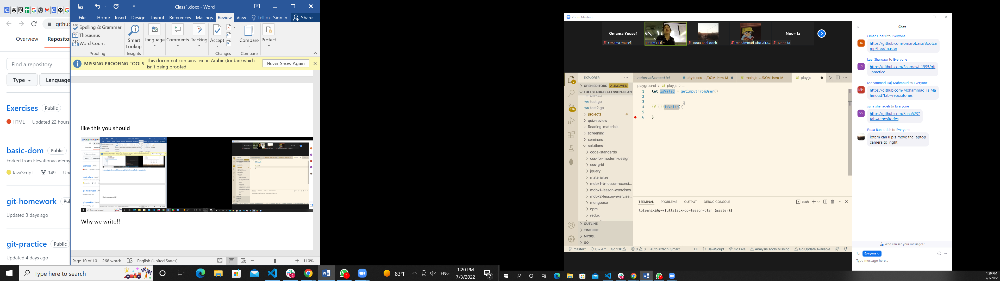 Class1.docx - Word
File Home Insert Design Layout References Mailings Review View Tell m Sign in Share
Spelling & Grammar
Thesaurus
Word Count
Proofing
Smart Lookup
Insights
Language
Comments
Tracking
Accept
Changes
Compare
Compare
Protect
MISSING PROOFING TOOLS This document contains text in Arabic (Jordan) which
isn't being proofed.
Never Show Again
github
Overview Repositor
Find a repository...
Type Language
Exercises Public
HTML Updated 22 hours
basic-dom Public
Forked from Elevationacademy
JavaScript 149 Upd
git-homework Pub
Updated 3 days ago
git-practice Public
Updated 4 days ago
like this you should
Why we write!!
Page 10 of 10 268 words English (United States) 110%
Type here to search
83°F ENG 1:20 PM
7/3/2022
Zoom Meeting
Omama Yousef Noor-fa
Omama Yousef Lotem Hiki Roaa Bani odeh Mohammad Abd Alra... Noor-fa
EXPLORER
OPEN EDITORS 2 UNSAVED
FULLSTACK-BC-LESSON-PLAN
test.go
test2.go
projects
quiz-review
Reading-materials
screening
seminars
solutions
code-standards
css-for-modern-design
css-grid
jquery
materialize
mobx1-b-lesson-exerci...
mobx1-lesson-exercises
mobx2-lesson-exercise...
mongoose
npm
redux
OUTLINE
TIMELINE
MYSQL
GO
notes-advanced.txt # style.css .../DOM-intro M JS main.js .../DOM-intro M JS play.js
playground > JS play.js > ...
1 let isValid = getInputFromUser()
2
3
4 if (!!isValid){
5
6 }
TERMINAL PROBLEMS OUTPUT DEBUG CONSOLE bash
lotemhiki@:~/fullstack-bc-lesson-plan (master)$
master* 0↓ 4↑ Go 1.16 0 0 Auto Attach: Smart LF {} JavaScript Go Live Analysis Tools Missing Go Update Available
Chat
Omar Obaisi to Everyone
OO
https://github.com/omarobaisi/Bootca
mp/tree/master
Luai Sharqawi to Everyone
LS
https://github.com/Sharqawi-1995/git
-practice
Mohammad Haj-Mahmoud to Everyone
MH
https://github.com/MohammadHajMa
hmoud?tab=repositories
suha shehadeh to Everyone
SS
https://github.com/Suha523?
tab=repositories
Roaa Bani odeh to Everyone
lotem can u plz move the laptop
camera to right
Who can see your messages?
To: Everyone
Type message here...
1:20 PM
7/3/2022